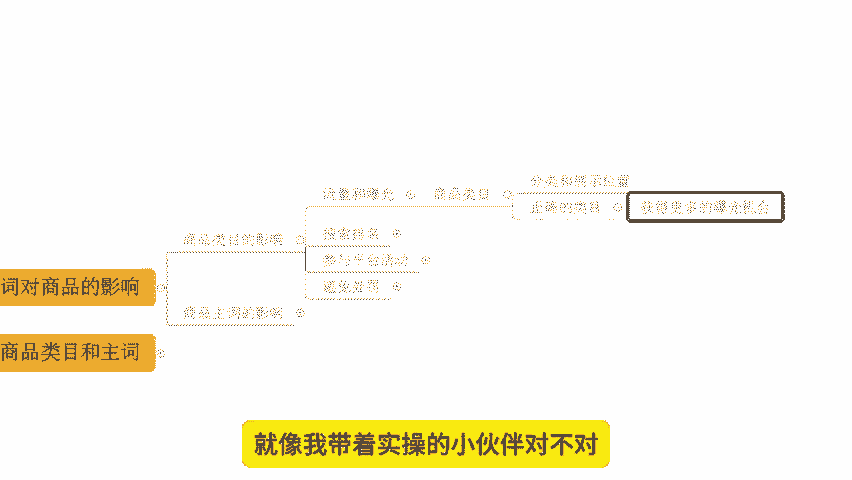 分类和展示位置
流量和曝光
商品类目
正确的类目
获得更多的曝光机会
搜索排名
商品类目的影响
参与平台活动
避免处罚
词对商品的影响
商品主词的影响
商品类目和主词
就像我带着实操的小伙伴对不对